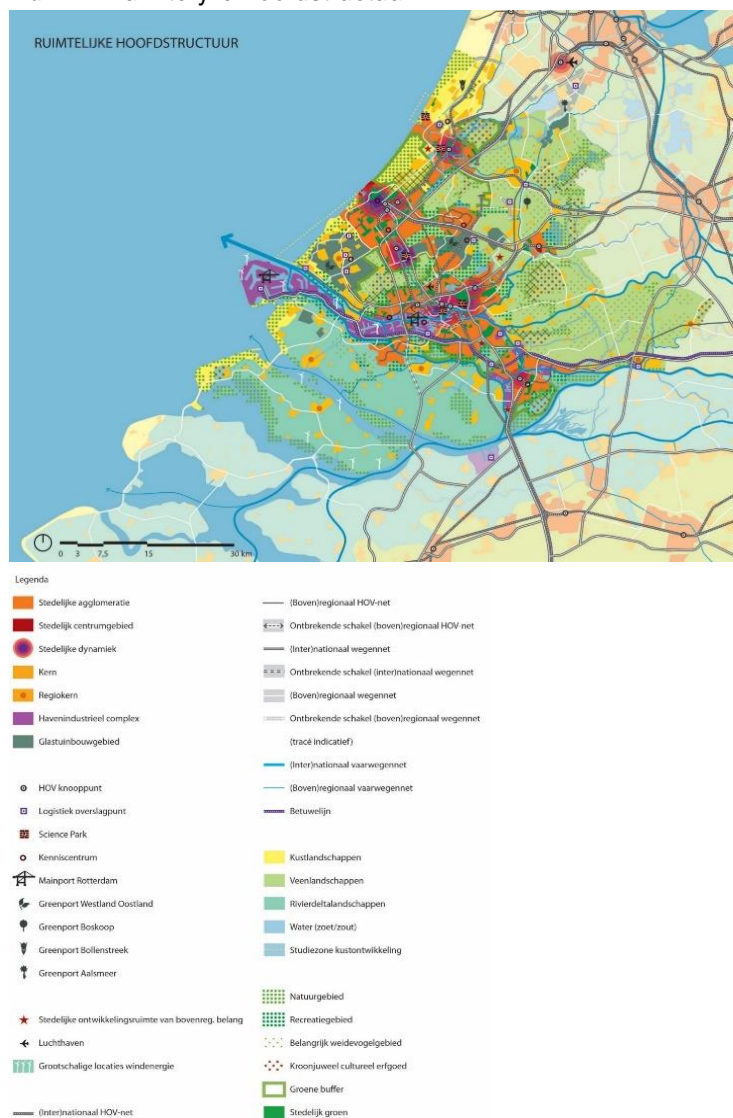 RUIMTELIJKE HOOFDSTRUCTUUR
0 3 7,5 15 30 km
Legenda
Stedelijke agglomeratie
Stedelijk centrumgebied
Stedelijke dynamiek
Kern
Regiokern
Havenindustrieel complex
Glastuinbouwgebied
HOV knooppunt
Logistiek overslagpunt
Science Park
Kenniscentrum
Mainport Rotterdam
Greenport Westland Oostland
Greenport Boskoop
Greenport Bollenstreek
Greenport Aalsmeer
Stedelijke ontwikkelingsruimte van bovenreg. belang
Luchthaven
Grootschalige locaties windenergie
(Inter)nationaal HOV-net
(Boven)regionaal HOV-net
Ontbrekende schakel (boven)regionaal HOV-net
(Inter)nationaal wegennet
Ontbrekende schakel (inter)nationaal wegennet
(Boven)regionaal wegennet
Ontbrekende schakel (boven)regionaal wegennet
(tracé indicatief)
(Inter)nationaal vaarwegennet
(Boven)regionaal vaarwegennet
Betuwelijn
Kustlandschappen
Veenlandschappen
Rivierdeltalandschappen
Water (zoet/zout)
Studiezone kustontwikkeling
Natuurgebied
Recreatiegebied
Belangrijk weidevogelgebied
Kroonjuweel cultureel erfgoed
Groene buffer
Stedelijk groen